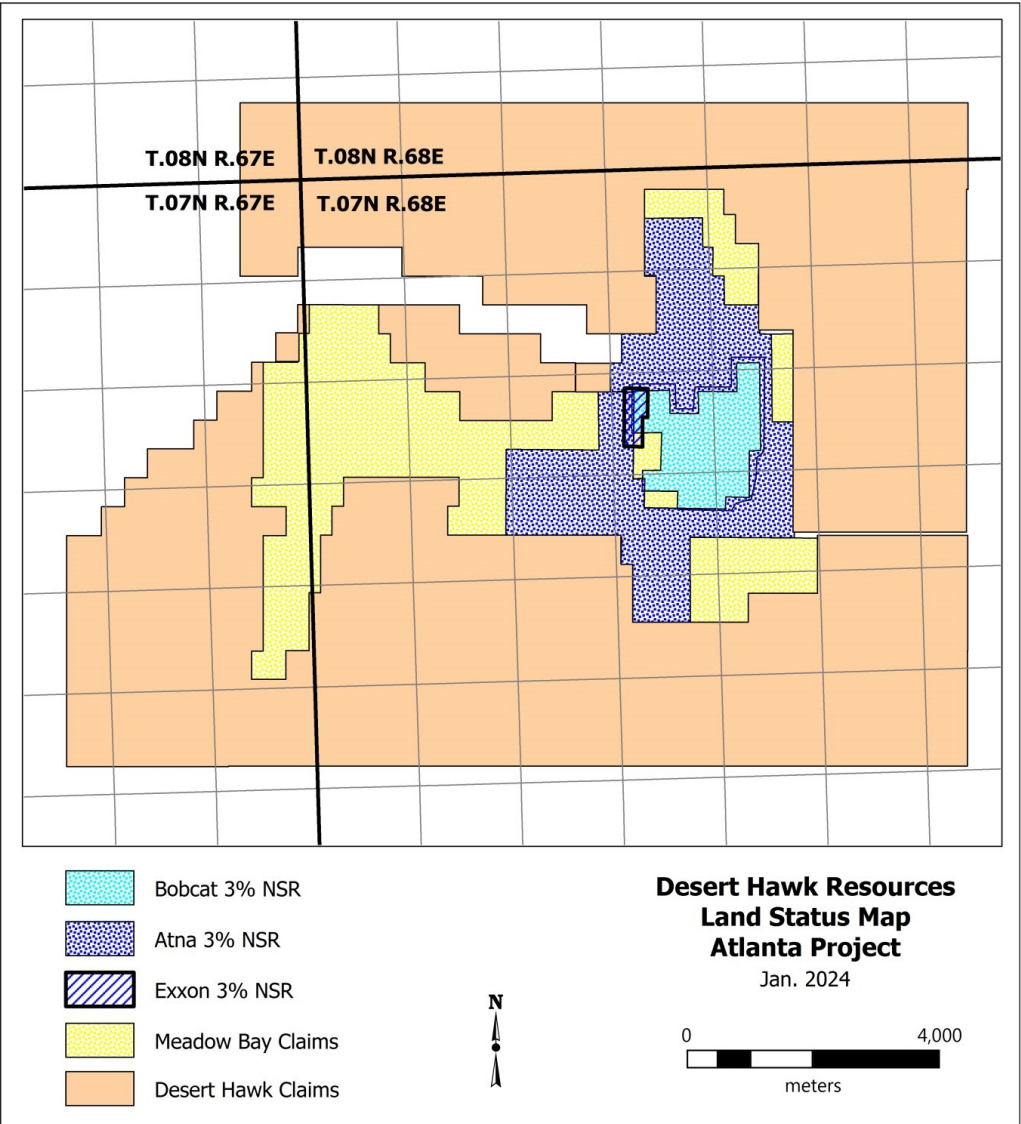 T.08N R.67E
T.08N R.68E
T.07N R.67E
T.07N R.68E
Bobcat 3% NSR
Atna 3% NSR
Exxon 3% NSR
Meadow Bay Claims
Desert Hawk Claims
N
Desert Hawk Resources
Land Status Map
Atlanta Project
Jan. 2024
0 4,000
meters